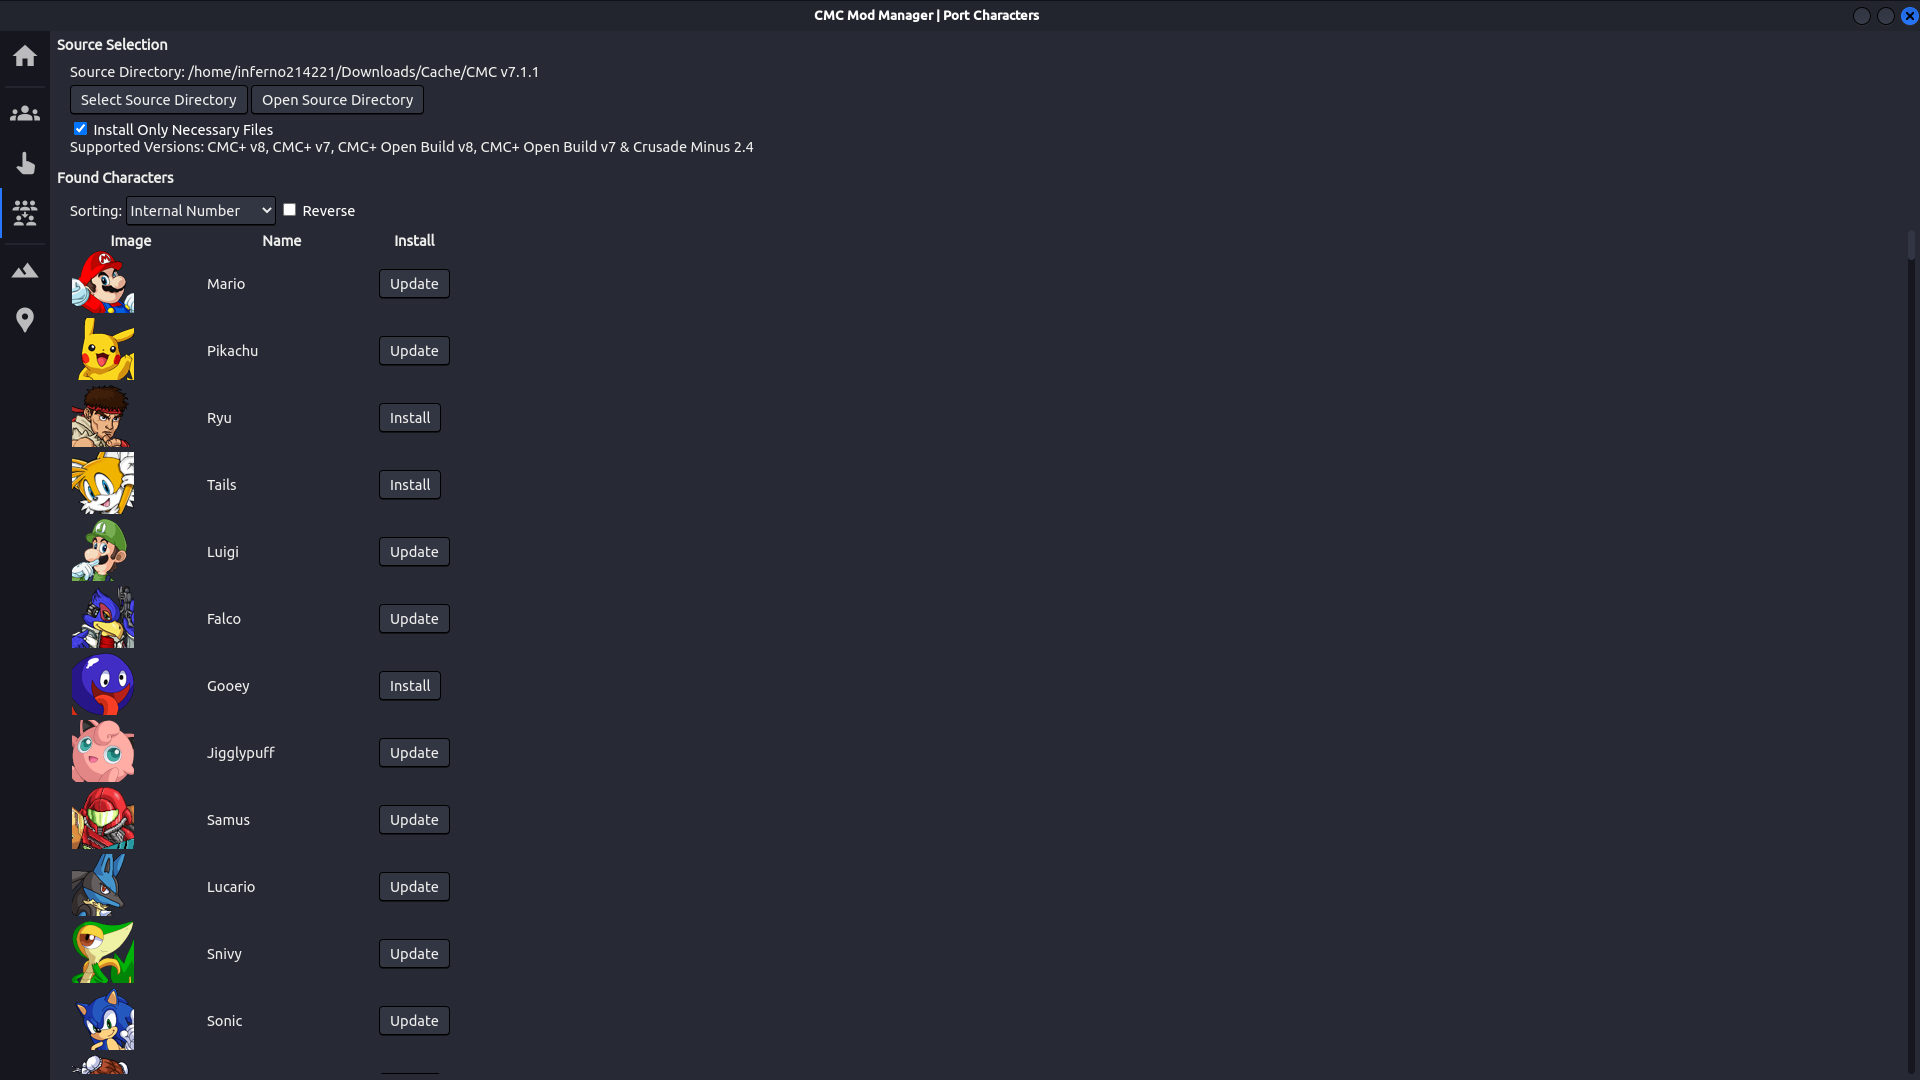 CMC Mod Manager | Port Characters
Source Selection
Source Directory: /home/inferno214221/Downloads/Cache/CMC v7.1.1
Select Source Directory Open Source Directory
Install Only Necessary Files
Supported Versions: CMC+ v8, CMC+ v7, CMC+ Open Build v8, CMC+ Open Build v7 & Crusade Minus 2.4
Found Characters
Sorting: Internal Number Reverse
Image Name Install
Mario Update
Pikachu Update
Ryu Install
Tails Install
Luigi Update
Falco Update
Gooey Install
Jigglypuff Update
Samus Update
Lucario Update
Snivy Update
Sonic Update